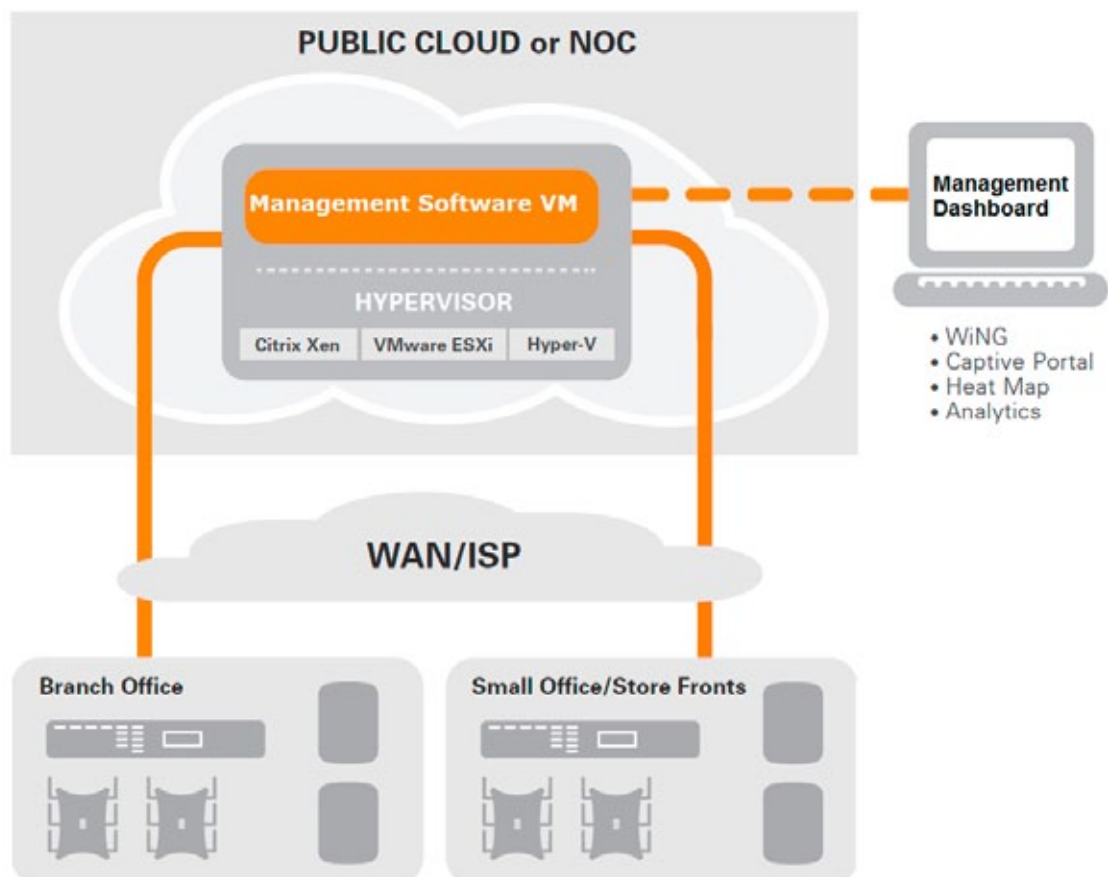 PUBLIC CLOUD or NOC
Management Software VM
HYPERVISOR
Citrix Xen
VMware ESXi
Hyper-V
Management
Dashboard
• WiNG
• Captive Portal
• Heat Map
• Analytics
WAN/ISP
Branch Office
Small Office/Store Fronts